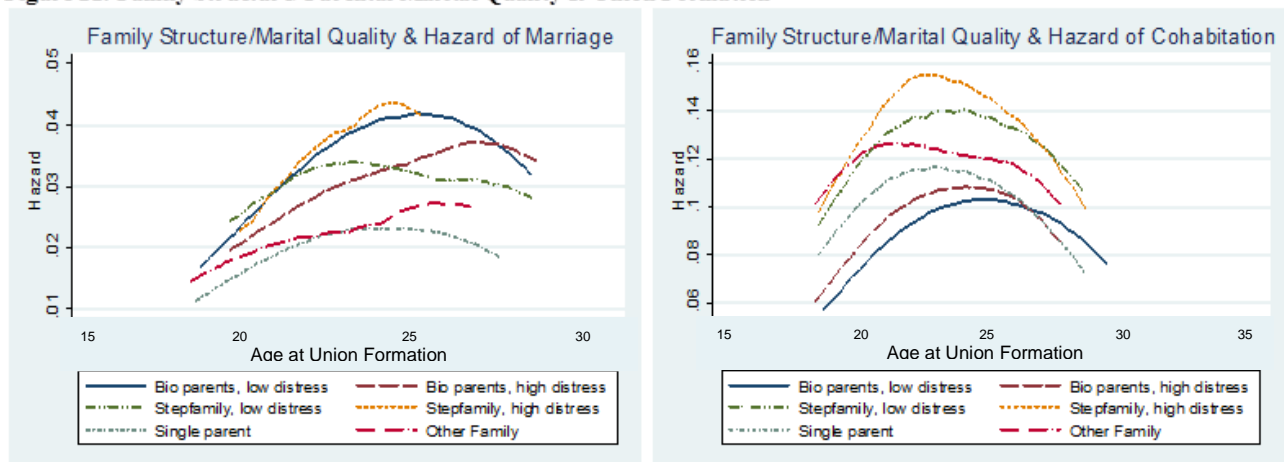 Family Structure/Marital Quality & Hazard of Marriage
.05
.04
.03
.02
.01
Hazard
15 20 25 30
Age at Union Formation
Bio parents, low distress
Bio parents, high distress
Stepfamily, low distress
Stepfamily, high distress
Single parent
Other Family
Family Structure/Marital Quality & Hazard of Cohabitation
.16
.14
.12
.1
.08
.06
Hazard
15 20 25 30 35
Age at Union Formation
Bio parents, low distress
Bio parents, high distress
Stepfamily, low distress
Stepfamily, high distress
Single parent
Other Family